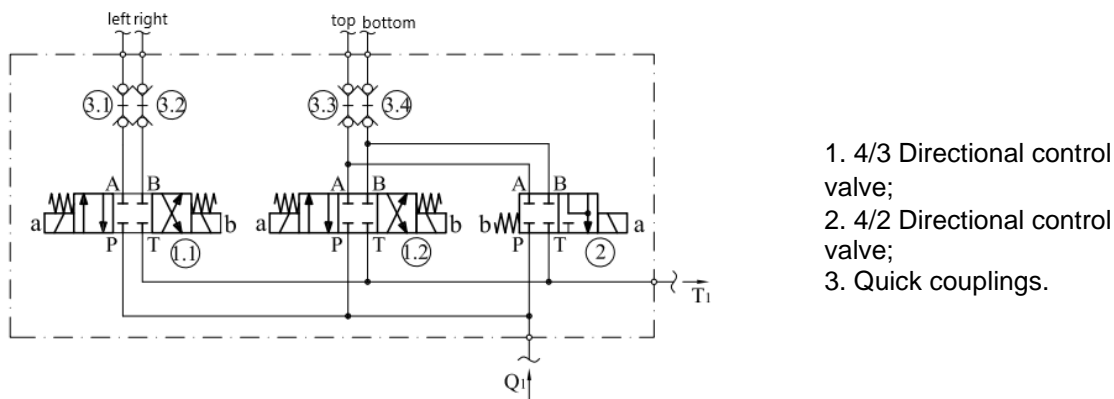 left right
top bottom
3.1
3.2
3.3
3.4
A B
A B
A B
a
b
a
b
b
a
P T
P T
P T
1.1
1.2
2
T1
Q1
1. 4/3 Directional control
valve;
2. 4/2 Directional control
valve;
3. Quick couplings.